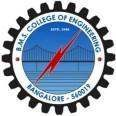 B.M.S. COLLEGE OF ENGINEERING
ESTD. 1946
BANGALORE - 560019